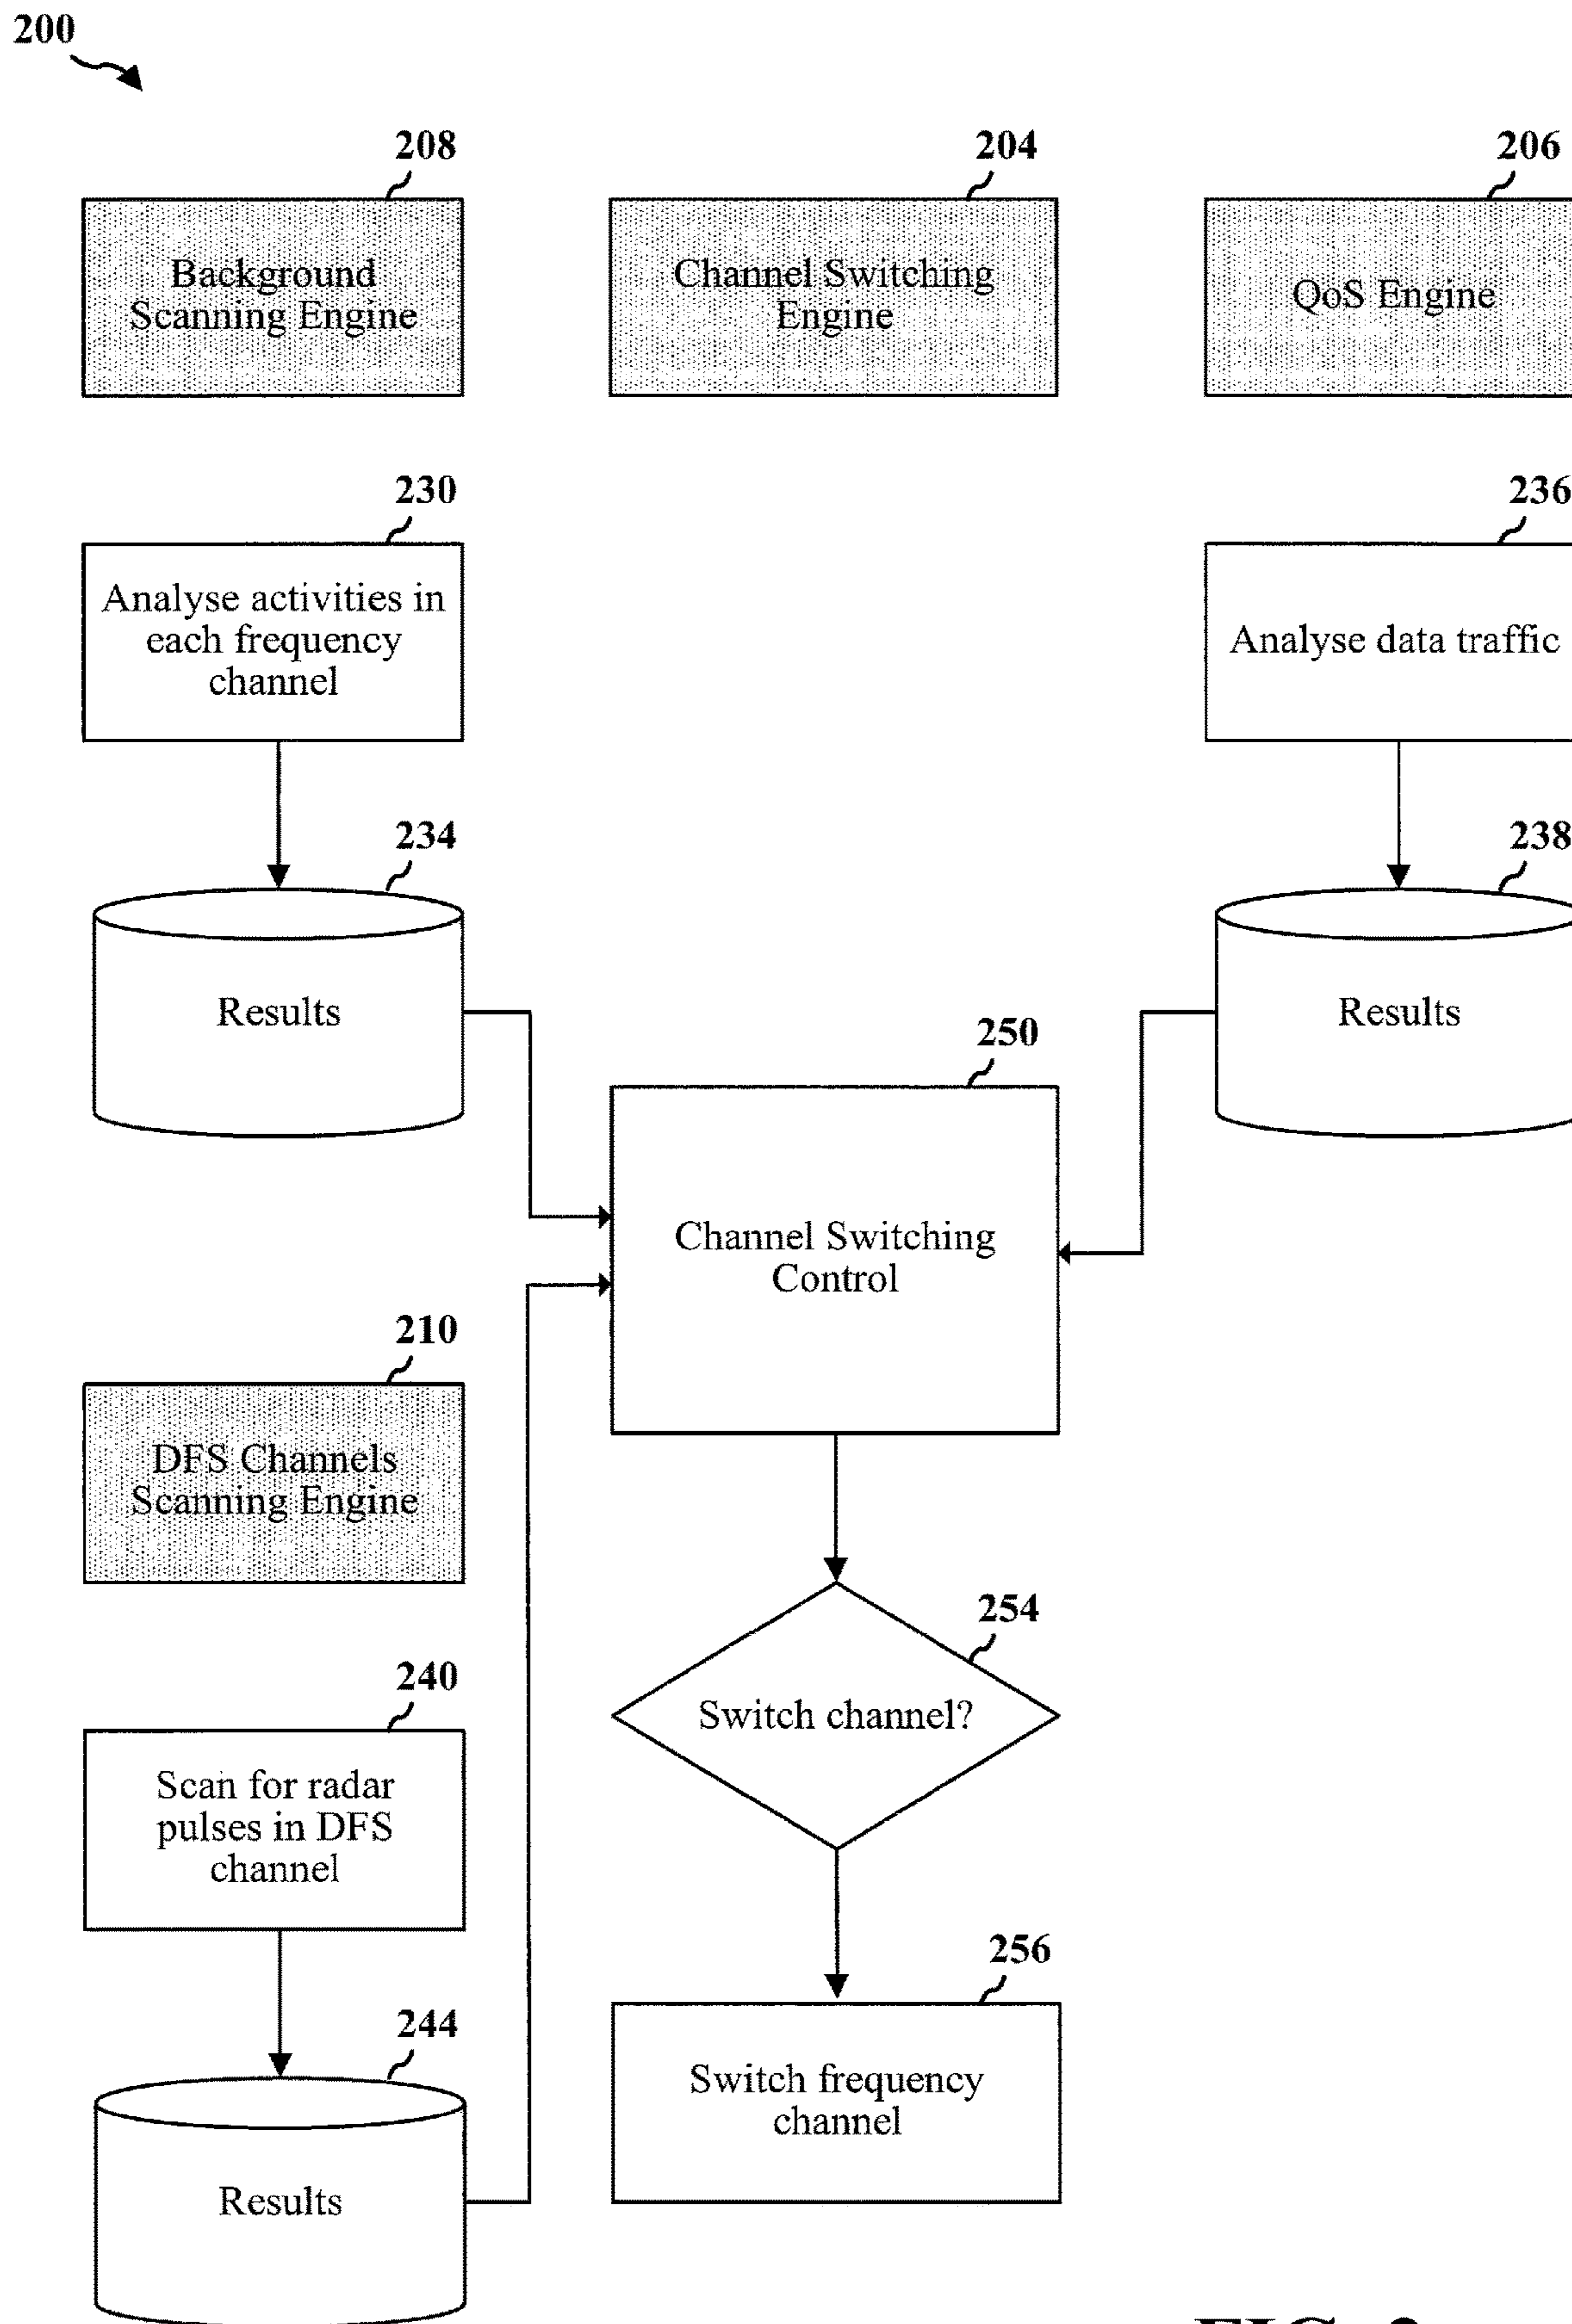 200
208
204
206
Background
Scanning Engine
Channel Switching
Engine
QoS Engine
230
236
Analyse activities in
each frequency
channel
Analyse data traffic
234
238
Results
Results
250
Channel Switching
Control
210
DFS Channels
Scanning Engine
254
Switch channel?
240
Scan for radar
pulses in DFS
channel
256
244
Switch frequency
channel
Results